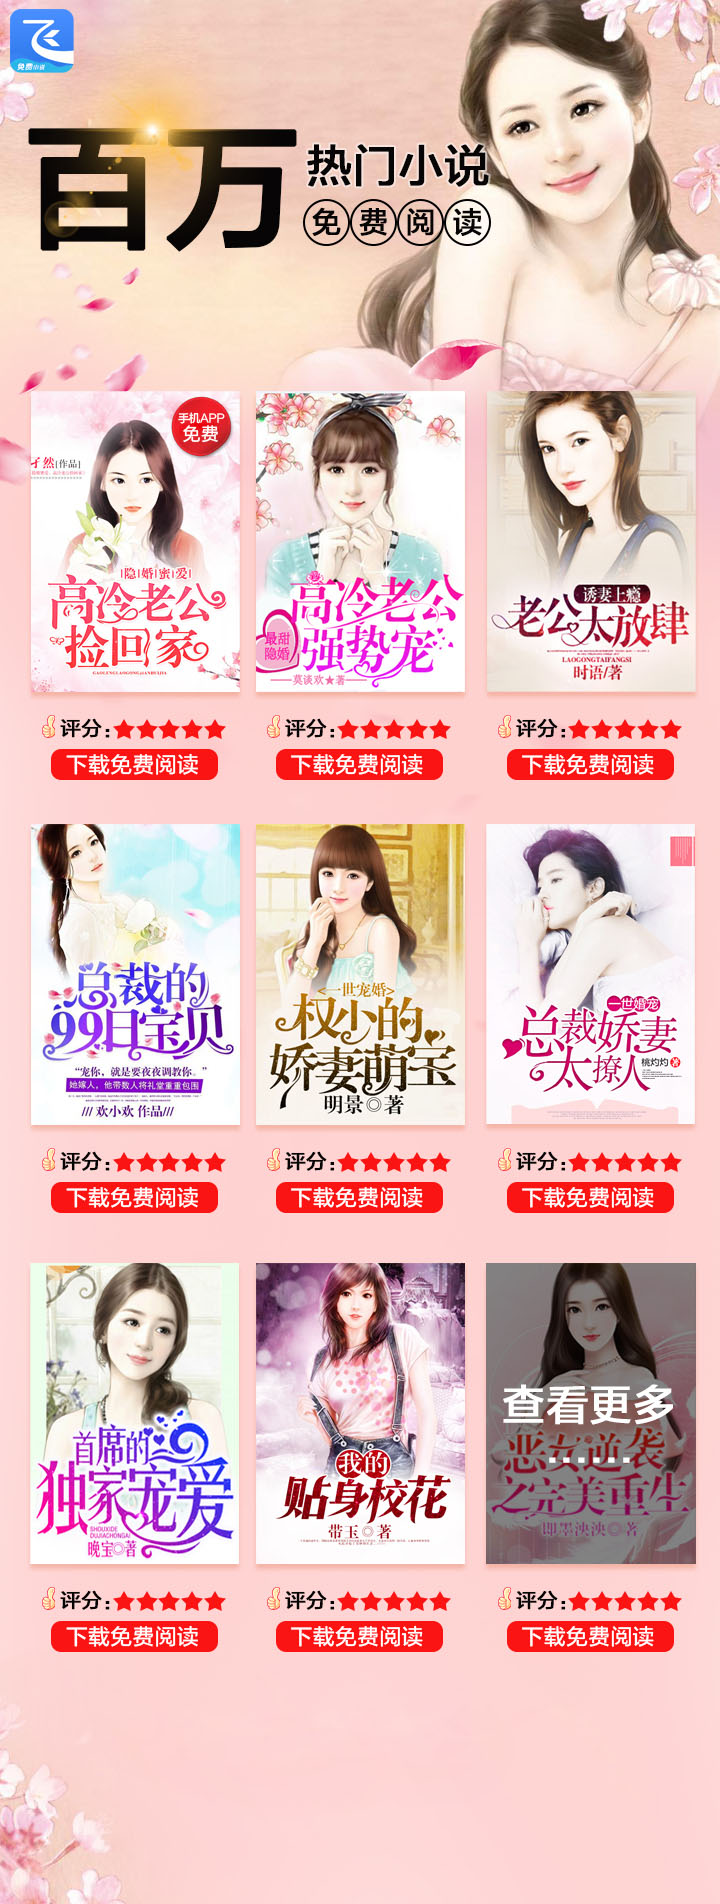 免费小说
百万
热门小说
免费阅读
手机APP
免费
孑然[作品]
隐婚蜜爱
高冷老公
捡回家
GAOLENGLAOGONGJIANHUIJIA
高冷老公
最甜
隐婚
强势宠
莫谈欢★著
诱妻上瘾
老公太放肆
LAOGONGTAIFANGSI
时语/著
评分:
评分:
评分:
下载免费阅读
下载免费阅读
下载免费阅读
总裁的
99日宝贝
“宠你,就是要夜夜调教你。”
她嫁人,他带数人将礼堂重重包围
/// 欢小欢 作品///
<一世宠婚>
权少的
娇妻萌宝
明景◎著
一世婚宠
总裁娇妻
太撩人
桃灼灼 著
评分:
评分:
评分:
下载免费阅读
下载免费阅读
下载免费阅读
首席的
独家宠爱
SHOUXIDE
DUJIACHONGAI
晚宝◎著
我的
贴身校花
带玉◎著
查看更多
......
恶女逆袭
之完美重生
即墨泱泱◎著
评分:
评分:
评分:
下载免费阅读
下载免费阅读
下载免费阅读